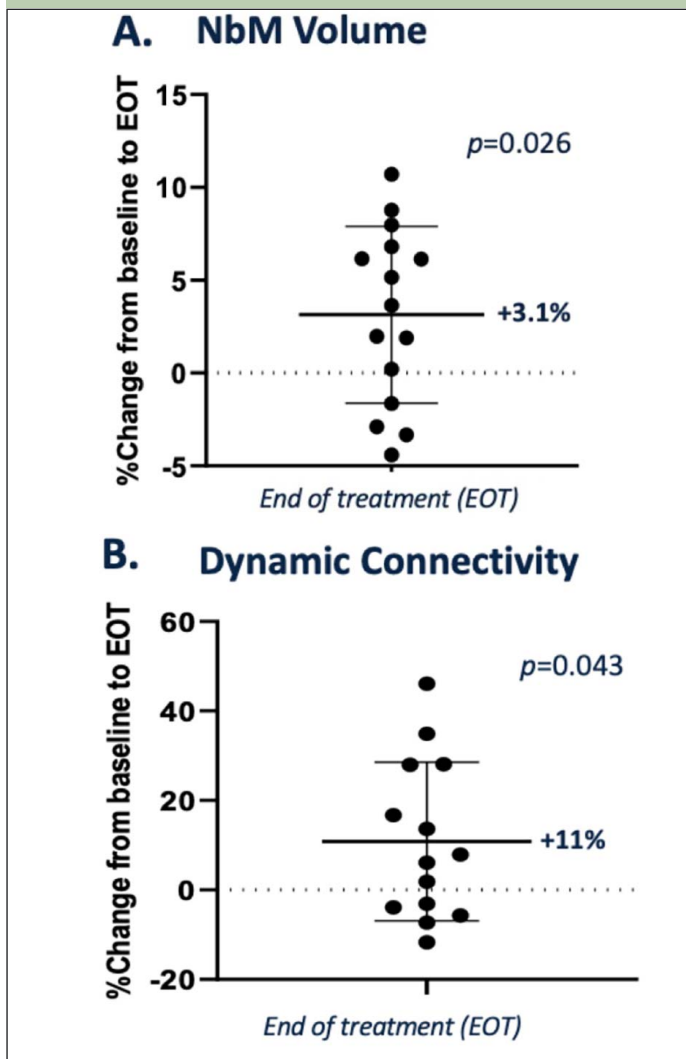 A. NbM Volume
%Change from baseline to EOT
15
p=0.026
10
5
+3.1%
0
-5
End of treatment (EOT)
B. Dynamic Connectivity
%Change from baseline to EOT
60
p=0.043
40
20
+11%
0
-20
End of treatment (EOT)